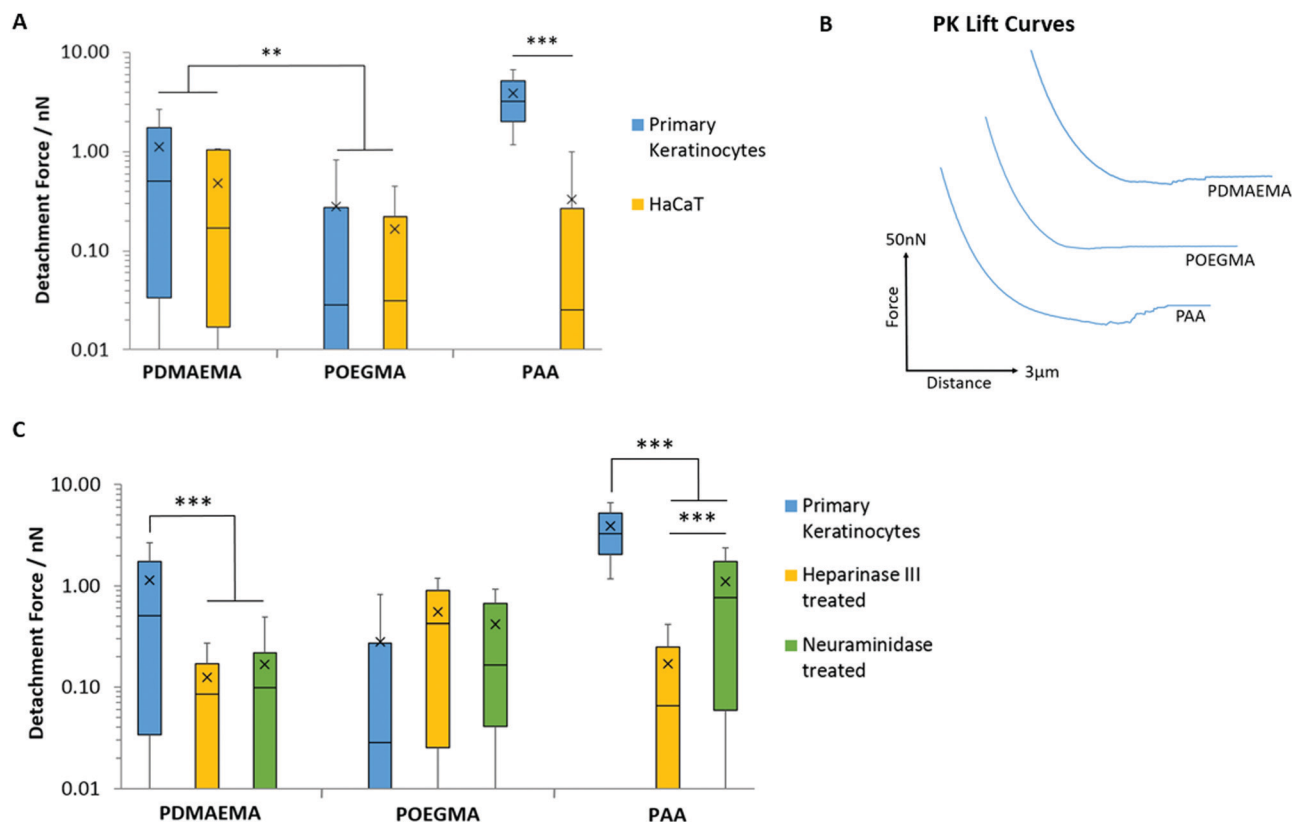 A
Detachment Force / nN
10.00
1.00
0.10
0.01
**
***
PDMAEMA
POEGMA
PAA
Primary
Keratinocytes
HaCaT
B
PK Lift Curves
PDMAEMA
POEGMA
PAA
50nN
Force
Distance
3µm
C
Detachment Force / nN
10.00
1.00
0.10
0.01
***
***
***
PDMAEMA
POEGMA
PAA
Primary
Keratinocytes
Heparinase III
treated
Neuraminidase
treated